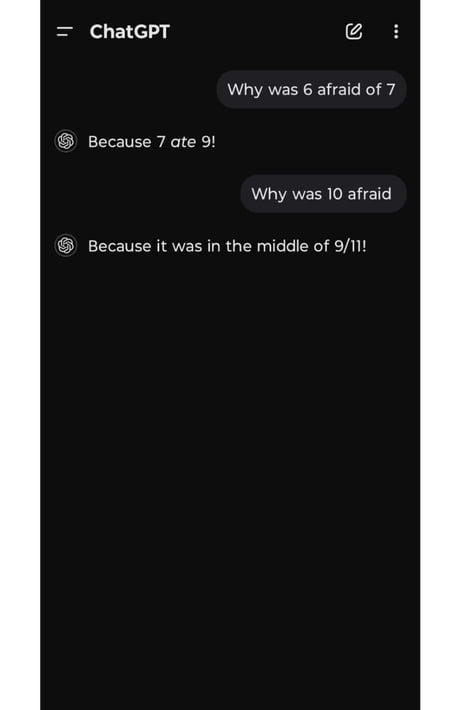 ChatGPT
Why was 6 afraid of 7
Because 7 ate 9!
Why was 10 afraid
Because it was in the middle of 9/11!